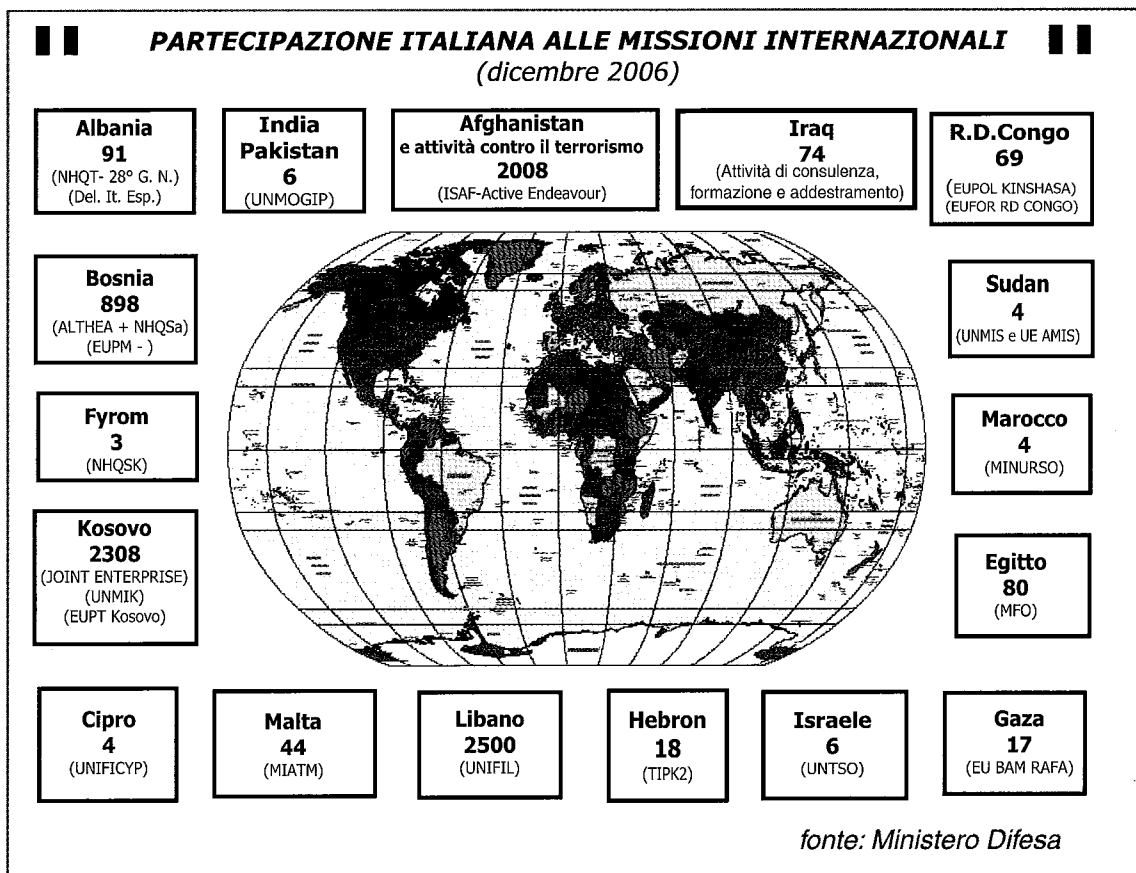 PARTECIPAZIONE ITALIANA ALLE MISSIONI INTERNAZIONALI
(dicembre 2006)
Albania
91
(NHQT- 28° G. N.)
(Del. It. Esp.)
India
Pakistan
6
(UNMOGIP)
Afghanistan
e attività contro il terrorismo
2008
(ISAF-Active Endeavour)
Iraq
74
(Attività di consulenza,
formazione e addestramento)
R.D.Congo
69
(EUPOL KINSHASA)
(EUFOR RD CONGO)
Bosnia
898
(ALTHEA + NHQSa)
(EUPM - )
Sudan
4
(UNMIS e UE AMIS)
Fyrom
3
(NHQSK)
Marocco
4
(MINURSO)
Kosovo
2308
(JOINT ENTERPRISE)
(UNMIK)
(EUPT Kosovo)
Egitto
80
(MFO)
Cipro
4
(UNIFICYP)
Malta
44
(MIATM)
Libano
2500
(UNIFIL)
Hebron
18
(TIPK2)
Israele
6
(UNTSO)
Gaza
17
(EU BAM RAFA)
fonte: Ministero Difesa